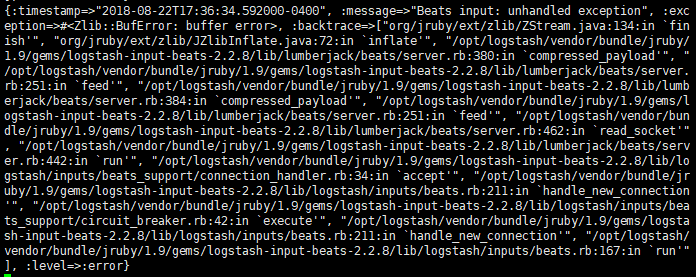 {:timestamp=>"2018-08-22T17:36:34.592000-0400", :message=>"Beats input: unhandled exception", :exc
eption=>#<Zlib::BufError: buffer error>, :backtrace=>["org/jruby/ext/zlib/ZStream.java:134:in `fin
ish'", "org/jruby/ext/zlib/JZlibInflate.java:72:in `inflate'", "/opt/logstash/vendor/bundle/jruby/
1.9/gems/logstash-input-beats-2.2.8/lib/lumberjack/beats/server.rb:380:in `compressed_payload'", "
/opt/logstash/vendor/bundle/jruby/1.9/gems/logstash-input-beats-2.2.8/lib/lumberjack/beats/server.
rb:251:in `feed'", "/opt/logstash/vendor/bundle/jruby/1.9/gems/logstash-input-beats-2.2.8/lib/lumb
erjack/beats/server.rb:384:in `compressed_payload'", "/opt/logstash/vendor/bundle/jruby/1.9/gems/l
ogstash-input-beats-2.2.8/lib/lumberjack/beats/server.rb:251:in `feed'", "/opt/logstash/vendor/bun
dle/jruby/1.9/gems/logstash-input-beats-2.2.8/lib/lumberjack/beats/server.rb:462:in `read_socket'"
, "/opt/logstash/vendor/bundle/jruby/1.9/gems/logstash-input-beats-2.2.8/lib/lumberjack/beats/serv
er.rb:442:in `run'", "/opt/logstash/vendor/bundle/jruby/1.9/gems/logstash-input-beats-2.2.8/lib/lo
gstash/inputs/beats_support/connection_handler.rb:34:in `accept'", "/opt/logstash/vendor/bundle/jr
uby/1.9/gems/logstash-input-beats-2.2.8/lib/logstash/inputs/beats.rb:211:in `handle_new_connection
'", "/opt/logstash/vendor/bundle/jruby/1.9/gems/logstash-input-beats-2.2.8/lib/logstash/inputs/bea
ts_support/circuit_breaker.rb:42:in `execute'", "/opt/logstash/vendor/bundle/jruby/1.9/gems/logsta
sh-input-beats-2.2.8/lib/logstash/inputs/beats.rb:211:in `handle_new_connection'", "/opt/logstash/
vendor/bundle/jruby/1.9/gems/logstash-input-beats-2.2.8/lib/logstash/inputs/beats.rb:167:in `run'"
], :level=>:error}